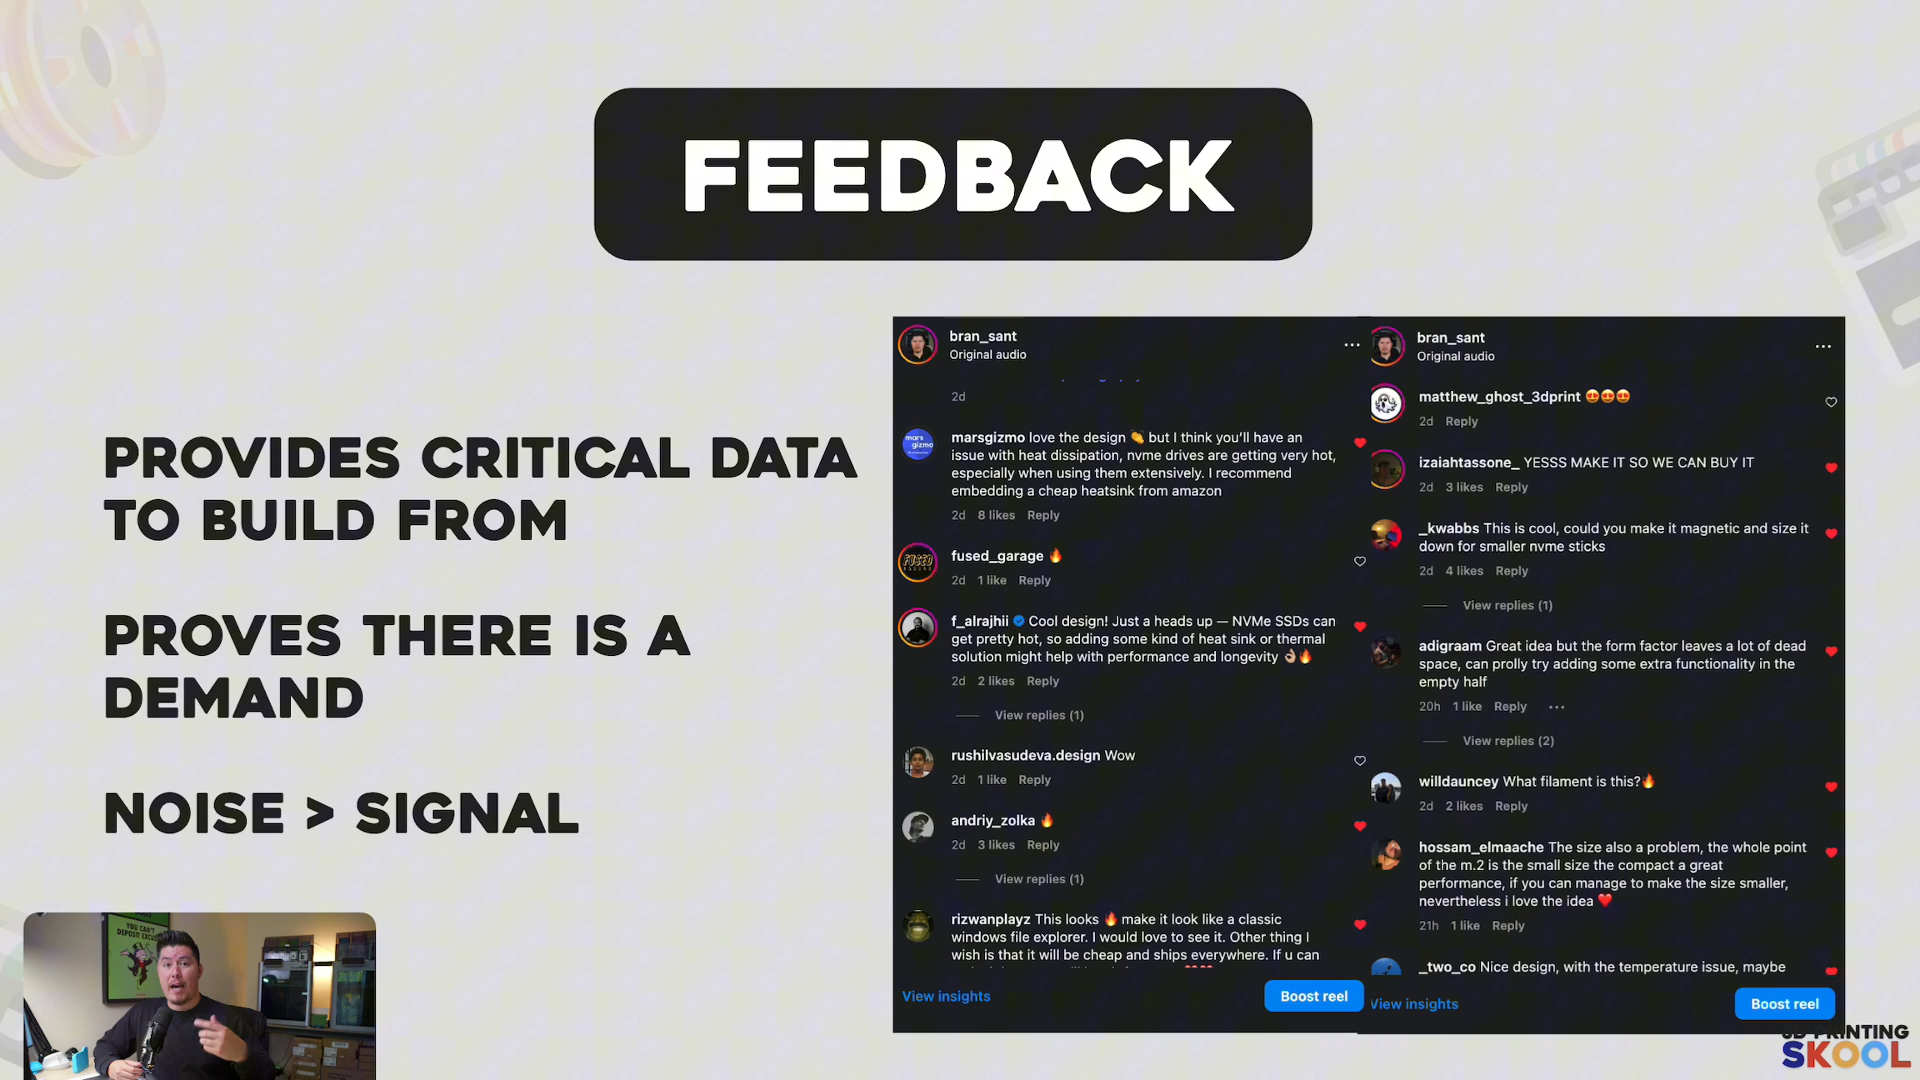 FEEDBACK
PROVIDES CRITICAL DATA
TO BUILD FROM
PROVES THERE IS A
DEMAND
NOISE > SIGNAL
bran_sant
Original audio
2d
marsgizmo love the design 👏 but I think you'll have an
issue with heat dissipation, nvme drives are getting very hot,
especially when using them extensively. I recommend
embedding a cheap heatsink from amazon
2d 8 likes Reply
fused_garage 🔥
2d 1 like Reply
f_alrajhii Cool design! Just a heads up — NVMe SSDs can
get pretty hot, so adding some kind of heat sink or thermal
solution might help with performance and longevity 👌🏻🔥
2d 2 likes Reply
View replies (1)
rushilvasudeva.design Wow
2d 1 like Reply
andriy_zolka 🔥
2d 3 likes Reply
View replies (1)
rizwanplayz This looks 🔥 make it look like a classic
windows file explorer. I would love to see it. Other thing I
wish is that it will be cheap and ships everywhere. If u can
View insights
Boost reel
bran_sant
Original audio
matthew_ghost_3dprint 😍😍😍
2d Reply
izaiahtassone_ YESSS MAKE IT SO WE CAN BUY IT
2d 3 likes Reply
_kwabbs This is cool, could you make it magnetic and size it
down for smaller nvme sticks
2d 4 likes Reply
View replies (1)
adigraam Great idea but the form factor leaves a lot of dead
space, can prolly try adding some extra functionality in the
empty half
20h 1 like Reply
View replies (2)
willdauncey What filament is this?🔥
2d 2 likes Reply
hossam_elmaache The size also a problem, the whole point
of the m.2 is the small size the compact a great
performance, if you can manage to make the size smaller,
nevertheless i love the idea ❤️
21h 1 like Reply
_two_co Nice design, with the temperature issue, maybe
View insights
Boost reel
YOU CAN'T
DEPOSIT
mars
gizmo
FUSED
3D PRINTING
SKOOL